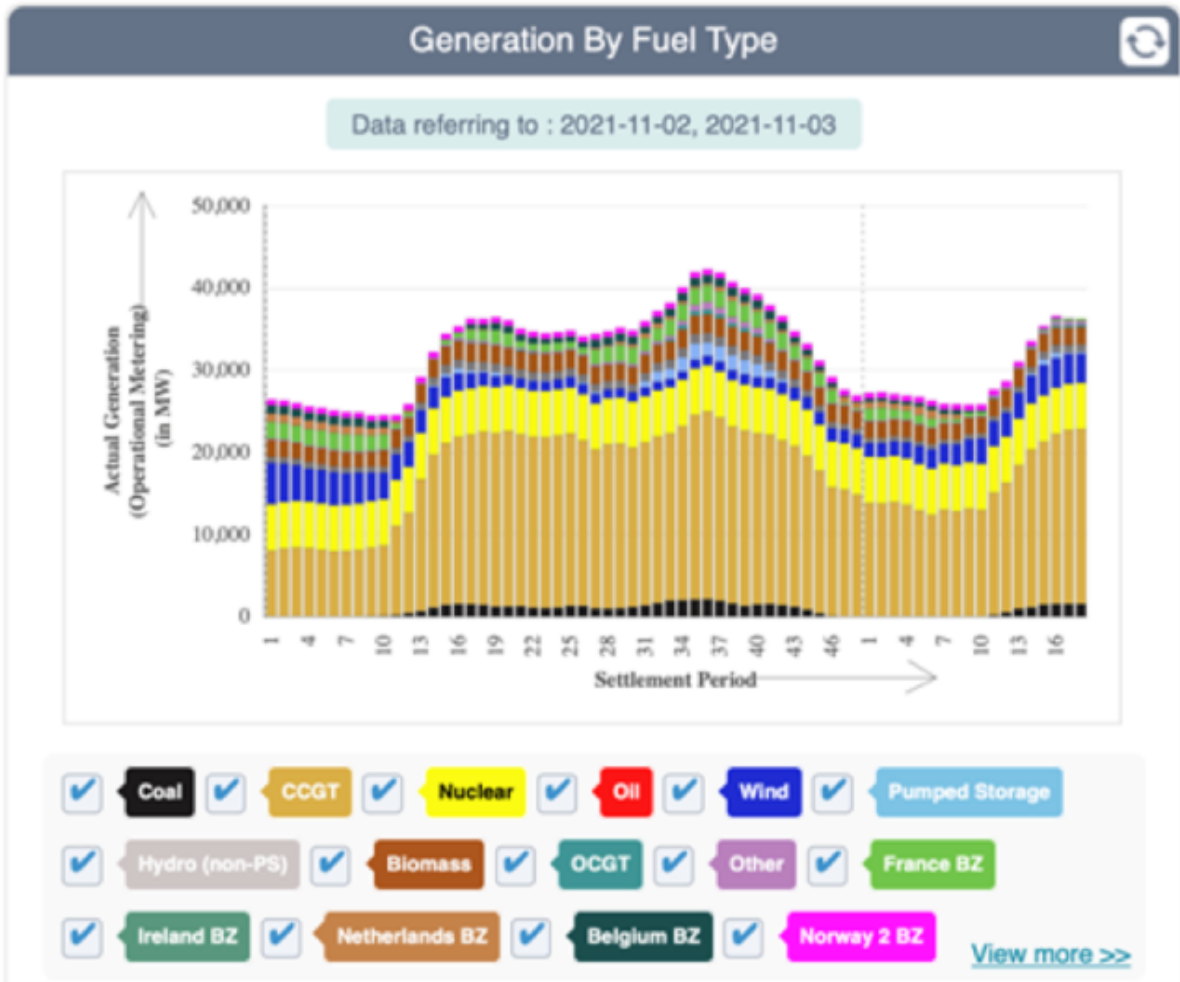 Generation By Fuel Type
Data referring to : 2021-11-02, 2021-11-03
Actual Generation
(Operational Metering)
(in MW)
50,000
40,000
30,000
20,000
10,000
0
1 4 7 10 13 16 19 22 25 28 31 34 37 40 43 46 1 4 7 10 13 16
Settlement Period
Coal CCGT Nuclear Oil Wind Pumped Storage
Hydro (non-PS) Biomass OCGT Other France BZ
Ireland BZ Netherlands BZ Belgium BZ Norway 2 BZ View more >>